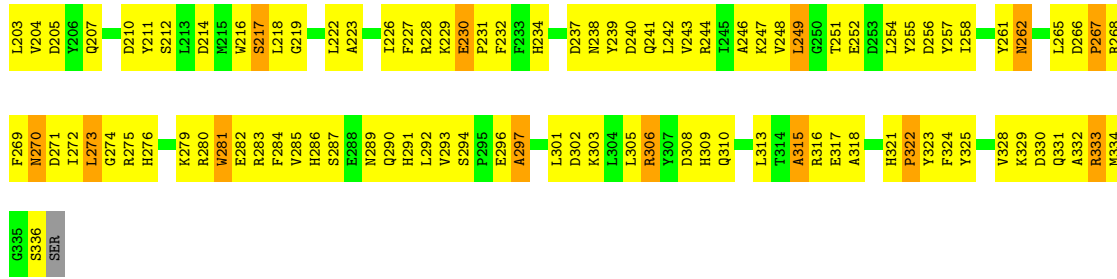 L203 V204 D205 Y206 Q207 D210 Y211 S212 L213 D214 M215 W216 S217 L218 G219 L222 A223 I226 F227 R228 K229 E230 P231 F232 F233 H234 D237 N238 Y239 D240 Q241 L242 V243 R244 I245 A246 K247 V248 L249 G250 T251 E252 D253 L254 Y255 D256 Y257 I258 Y261 N262 L265 D266 P267 R268
F269 N270 D271 I272 L273 G274 R275 H276 K279 R280 W281 E282 R283 F284 V285 H286 S287 E288 N289 Q290 H291 L292 V293 S294 P295 E296 A297 L301 D302 K303 L304 L305 R306 Y307 D308 H309 Q310 L313 T314 A315 R316 E317 A318 H321 P322 Y323 F324 Y325 V328 K329 D330 Q331 A332 R333 M334
G335 S336 SER